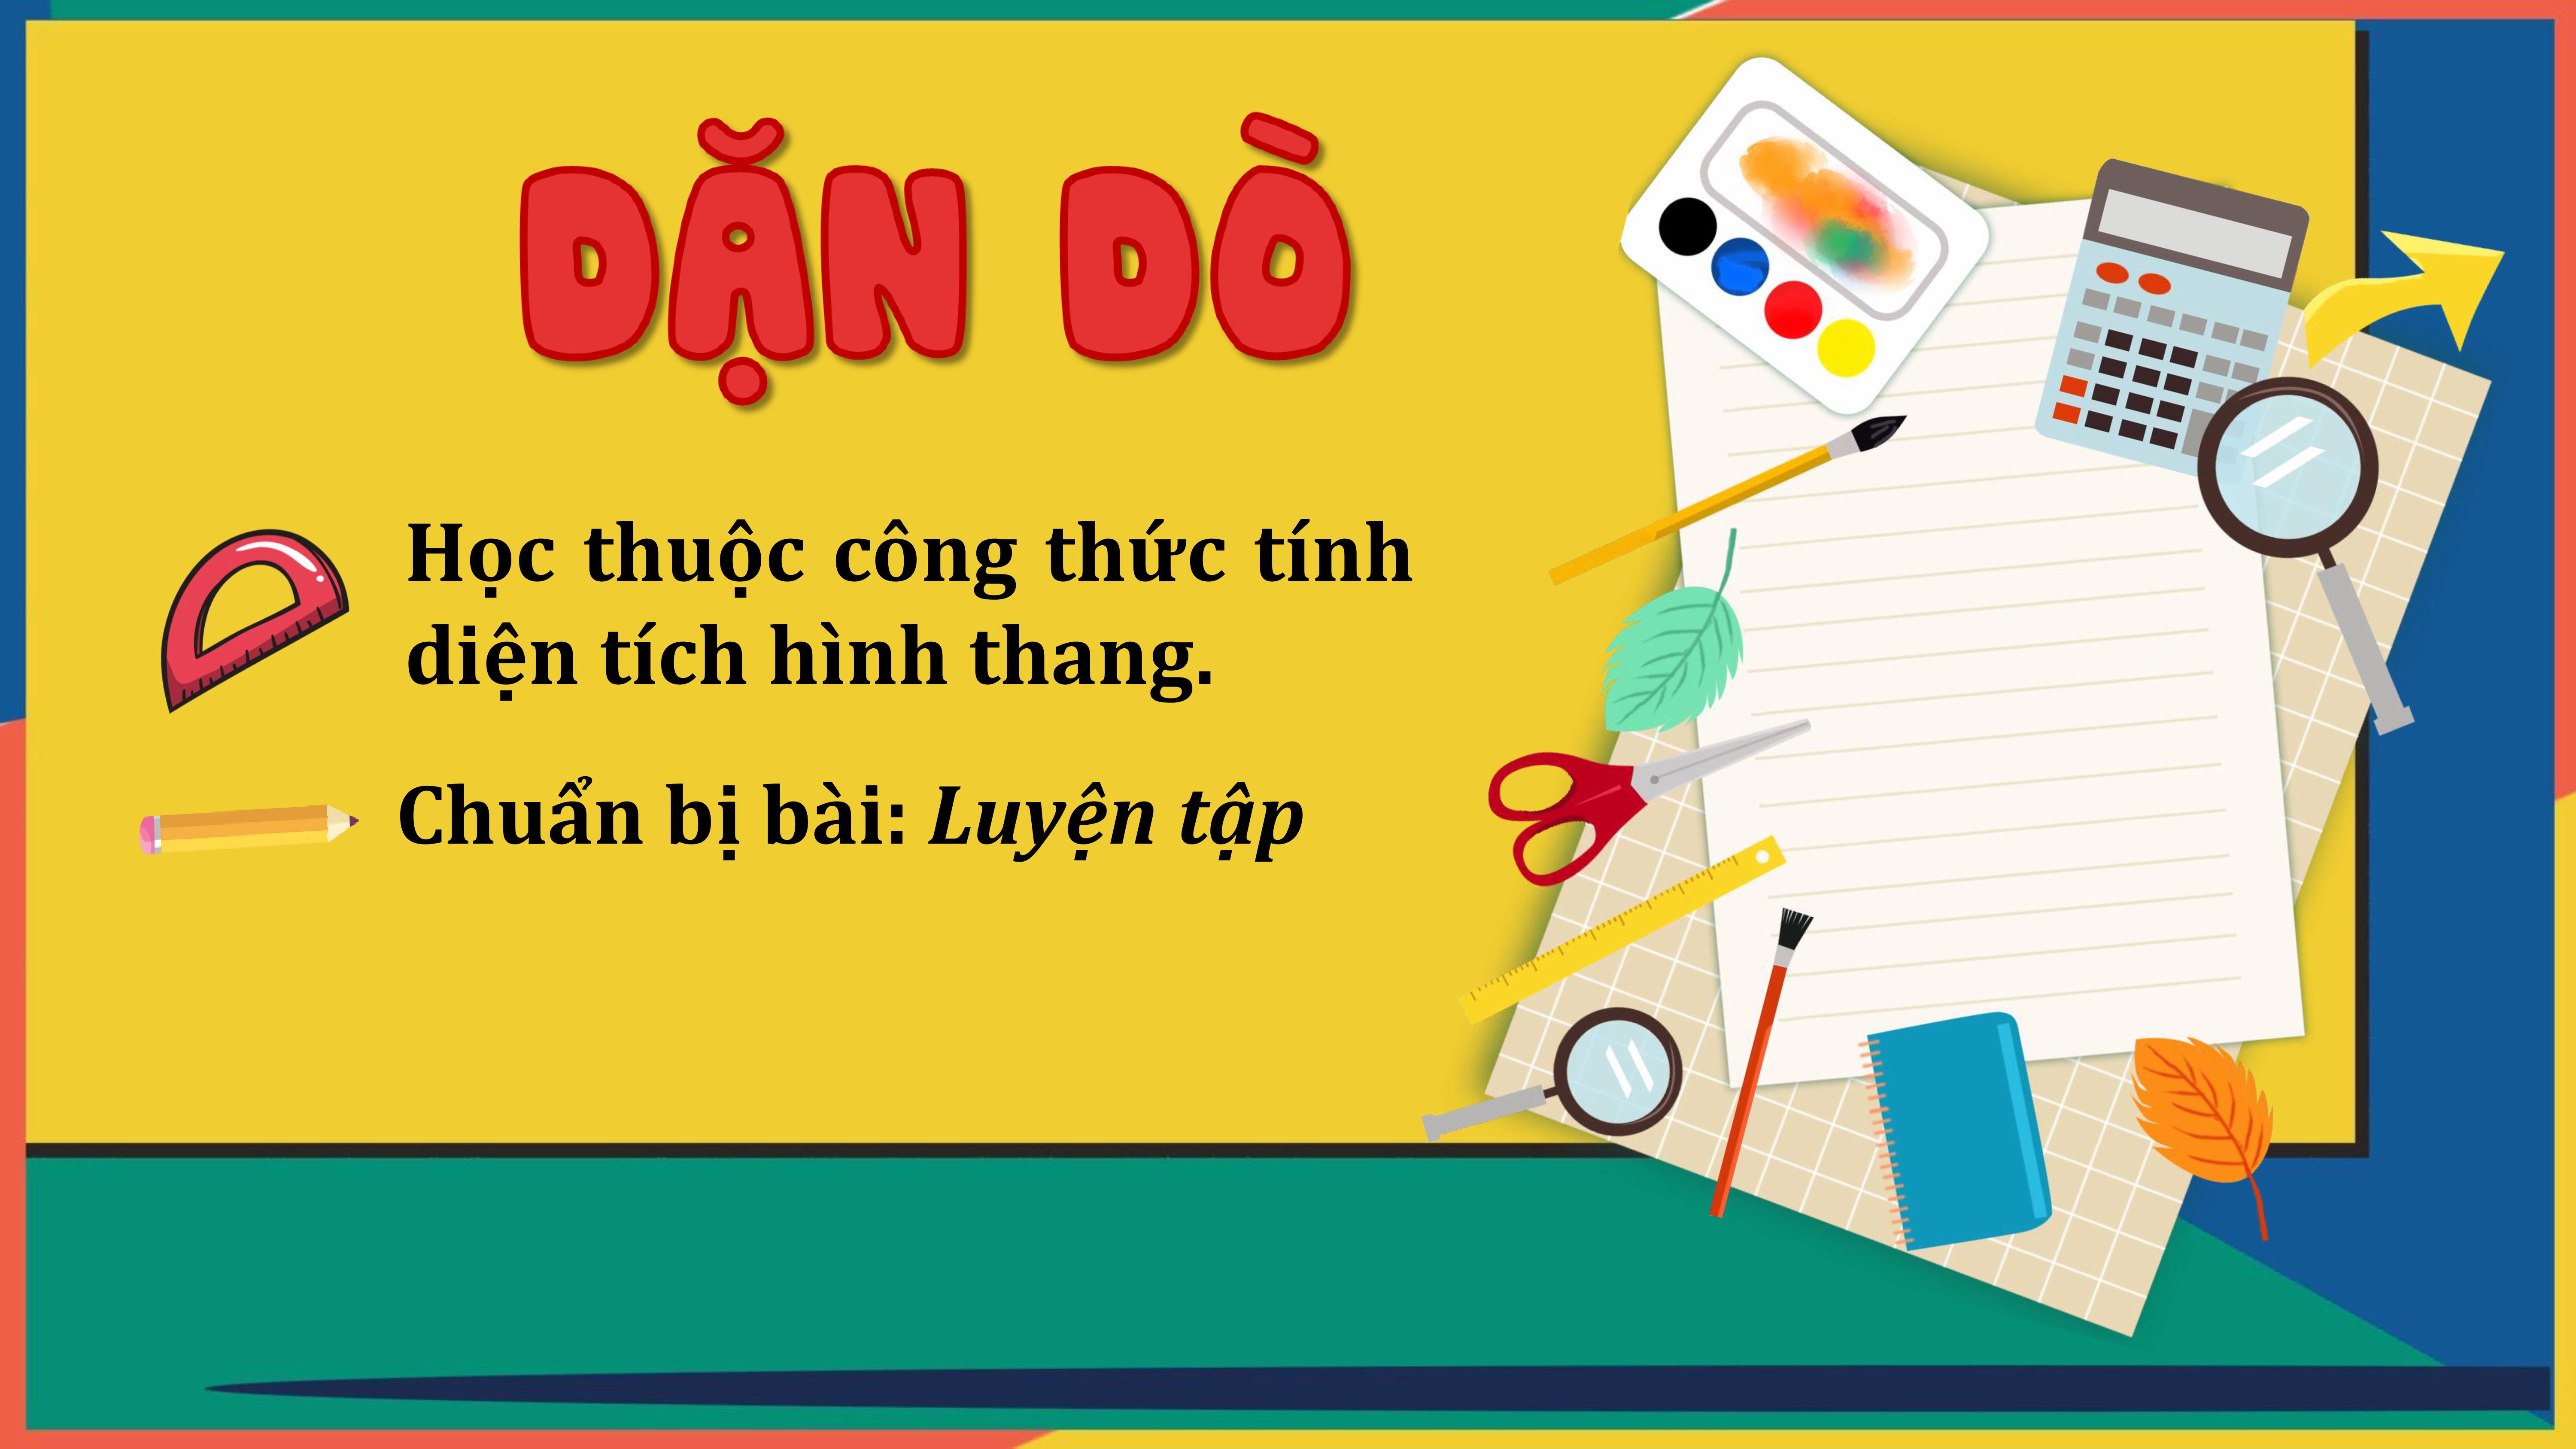 DẶN DÒ
Học thuộc công thức tính
diện tích hình thang.
Chuẩn bị bài: Luyện tập